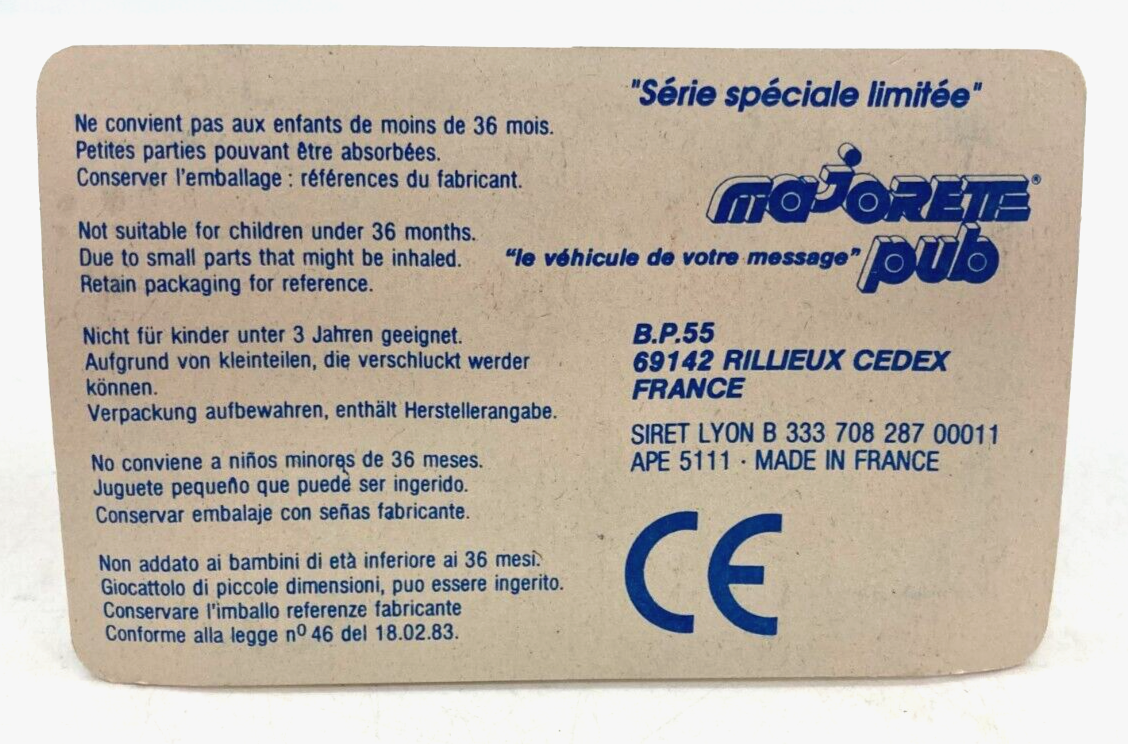 Ne convient pas aux enfants de moins de 36 mois.
Petites parties pouvant être absorbées.
Conserver l'emballage : références du fabricant.
Not suitable for children under 36 months.
Due to small parts that might be inhaled.
Retain packaging for reference.
Nicht für kinder unter 3 Jahren geeignet.
Aufgrund von kleinteilen, die verschluckt werder
können.
Verpackung aufbewahren, enthält Herstellerangabe.
No conviene a niños minores de 36 meses.
Juguete pequeño que puede ser ingerido.
Conservar embalaje con señas fabricante.
Non addato ai bambini di età inferiore ai 36 mesi.
Giocattolo di piccole dimensioni, puo essere ingerito.
Conservare l'imballo referenze fabricante
Conforme alla legge nº 46 del 18.02.83.
"Série spéciale limitée"
majorette®
"le véhicule de votre message" pub
B.P.55
69142 RILLIEUX CEDEX
FRANCE
SIRET LYON B 333 708 287 00011
APE 5111 · MADE IN FRANCE
CE